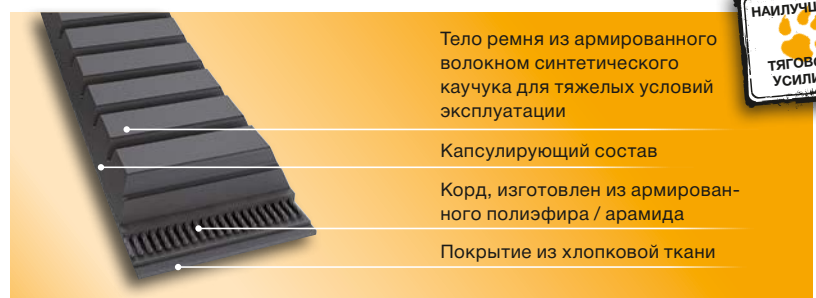 Тело ремня из армированного
волокном синтетического
каучука для тяжелых условий
эксплуатации
Капсулирующий состав
Корд, изготовлен из армирован-
ного полиэфира / арамида
Покрытие из хлопковой ткани